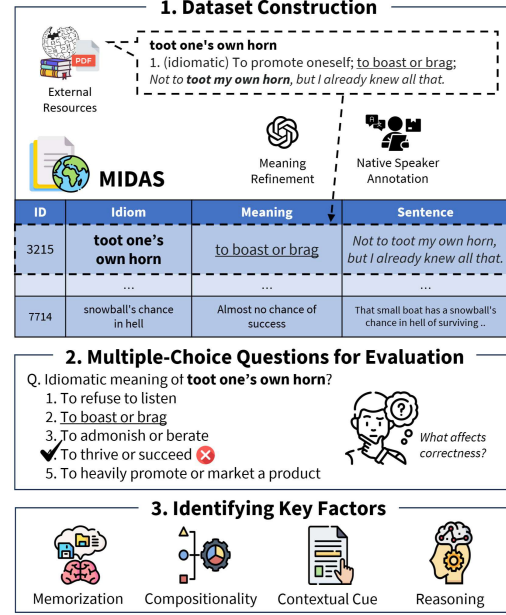 1. Dataset Construction
toot one's own horn
1. (idiomatic) To promote oneself; to boast or brag;
Not to toot my own horn, but I already knew all that.
PDF
External
Resources
Meaning
Refinement
Native Speaker
Annotation
MIDAS
ID Idiom Meaning Sentence
3215 toot one's own horn to boast or brag Not to toot my own horn, but I already knew all that.
... ... ...
7714 snowball's chance in hell Almost no chance of success That small boat has a snowball's chance in hell of surviving ..
2. Multiple-Choice Questions for Evaluation
Q. Idiomatic meaning of toot one's own horn?
1. To refuse to listen
2. To boast or brag
3. To admonish or berate
To thrive or succeed
5. To heavily promote or market a product
What affects
correctness?
3. Identifying Key Factors
Memorization Compositionality Contextual Cue Reasoning